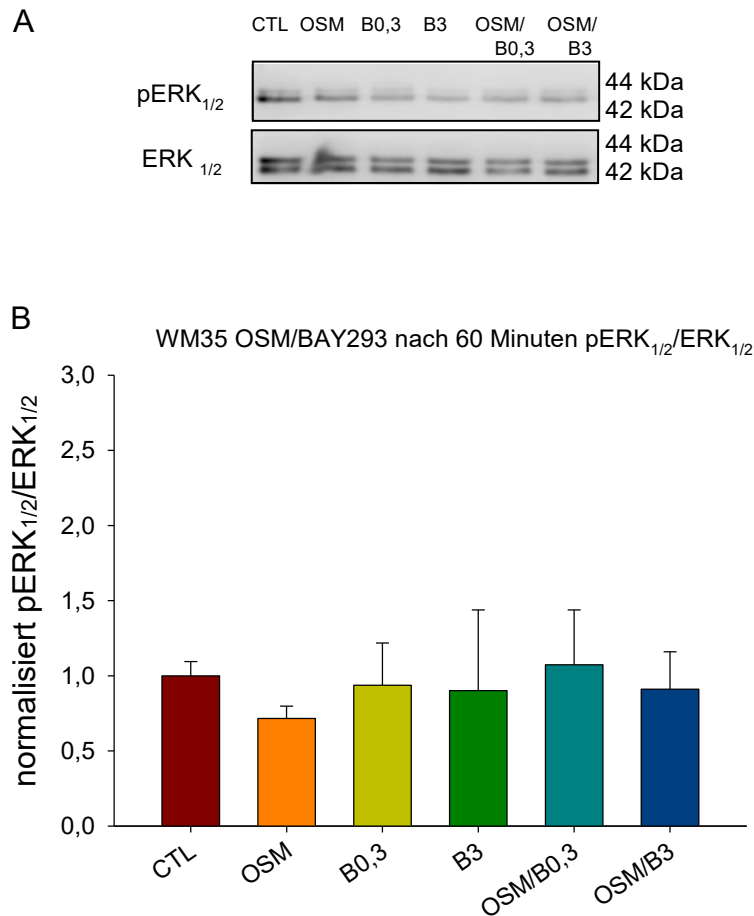 A
CTL OSM B0,3 B3 OSM/ OSM/
B0,3 B3
pERK1/2
44 kDa
42 kDa
ERK 1/2
44 kDa
42 kDa
B
WM35 OSM/BAY293 nach 60 Minuten pERK1/2/ERK1/2
normalisiert pERK1/2/ERK1/2
3,0
2,5
2,0
1,5
1,0
0,5
0,0
CTL OSM B0,3 B3 OSM/B0,3 OSM/B3